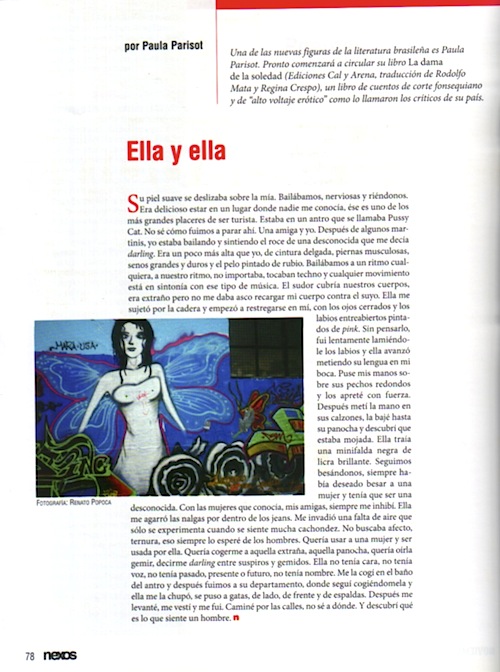 por Paula Parisot
Una de las nuevas figuras de la literatura brasileña es Paula
Parisot. Pronto comenzará a circular su libro La dama
de la soledad (Ediciones Cal y Arena, traducción de Rodolfo
Mata y Regina Crespo), un libro de cuentos de corte fonsequiano
y de “alto voltaje erótico” como lo llamaron los críticos de su país.
Ella y ella
Su piel suave se deslizaba sobre la mía. Bailábamos, nerviosas y riéndonos.
Era delicioso estar en un lugar donde nadie me conocía, ése es uno de los
más grandes placeres de ser turista. Estaba en un antro que se llamaba Pussy
Cat. No sé cómo fuimos a parar ahí. Una amiga y yo. Después de algunos mar-
tinis, yo estaba bailando y sintiendo el roce de una desconocida que me decía
darling. Era un poco más alta que yo, de cintura delgada, piernas musculosas,
senos grandes y duros y el pelo pintado de rubio. Bailábamos a un ritmo cual-
quiera, a nuestro ritmo, no importaba, tocaban techno y cualquier movimiento
está en sintonía con ese tipo de música. El sudor cubría nuestros cuerpos,
era extraño pero no me daba asco recargar mi cuerpo contra el suyo. Ella me
sujetó por la cadera y empezó a restregarse en mí, con los ojos cerrados y los
labios entreabiertos pinta-
dos de pink. Sin pensarlo,
fui lentamente lamiéndo-
le los labios y ella avanzó
metiendo su lengua en mi
boca. Puse mis manos so-
bre sus pechos redondos
y los apreté con fuerza.
Después metí la mano en
sus calzones, la bajé hasta
su panocha y descubrí que
estaba mojada. Ella traía
una minifalda negra de
licra brillante. Seguimos
besándonos, siempre ha-
bía deseado besar a una
mujer y tenía que ser una
MARA-LISA
FOTOGRAFÍA: RENATO POPOCA
desconocida. Con las mujeres que conocía, mis amigas, siempre me inhibí. Ella
me agarró las nalgas por dentro de los jeans. Me invadió una falta de aire que
sólo se experimenta cuando se siente mucha cachondez. No buscaba afecto,
ternura, eso siempre lo esperé de los hombres. Quería usar a una mujer y ser
usada por ella. Quería cogerme a aquella extraña, aquella panocha, quería oírla
gemir, decirme darling entre suspiros y gemidos. Ella no tenía cara, no tenía
voz, no tenía pasado, presente o futuro, no tenía nombre. Me la cogí en el baño
del antro y después fuimos a su departamento, donde seguí cogiéndomela y
ella me la chupó, se puso a gatas, de lado, de frente y de espaldas. Después me
levanté, me vestí y me fui. Caminé por las calles, no sé a dónde. Y descubrí qué
es lo que siente un hombre. n
78 nexos